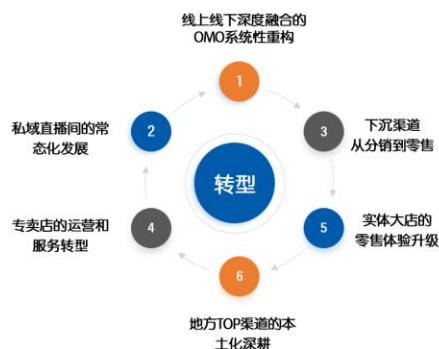 线上线下深度融合的
OMO系统性重构
1
私域直播间的常
态化发展
2
3
下沉渠道
从分销到零售
转型
专卖店的运营和
服务转型
4
5
实体大店的
零售体验升级
6
地方TOP渠道的本
土化深耕